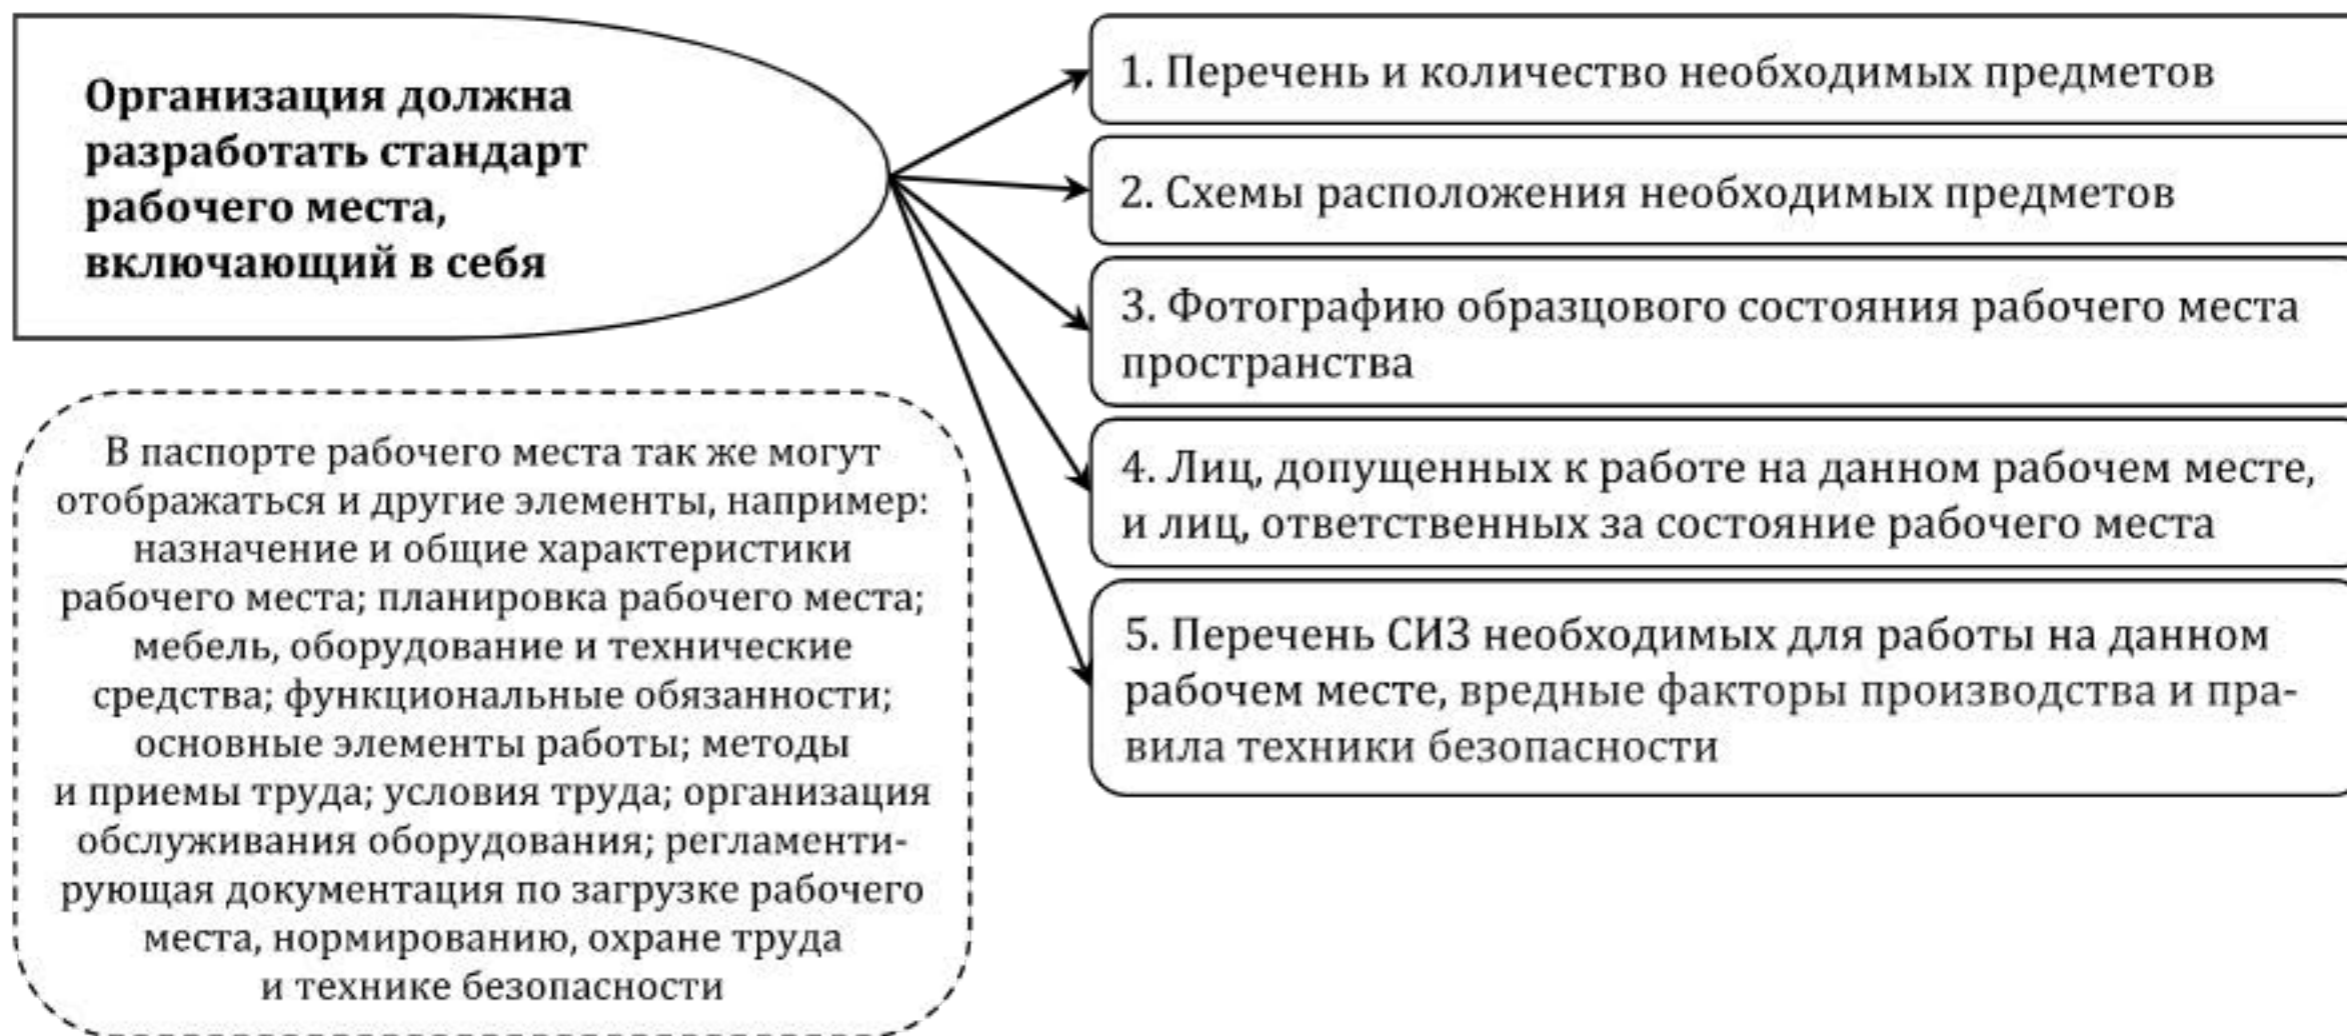 Организация должна
разработать стандарт
рабочего места,
включающий в себя
1. Перечень и количество необходимых предметов
2. Схемы расположения необходимых предметов
3. Фотографию образцового состояния рабочего места
пространства
4. Лиц, допущенных к работе на данном рабочем месте,
и лиц, ответственных за состояние рабочего места
5. Перечень СИЗ необходимых для работы на данном
рабочем месте, вредные факторы производства и пра-
вила техники безопасности
В паспорте рабочего места так же могут
отображаться и другие элементы, например:
назначение и общие характеристики
рабочего места; планировка рабочего места;
мебель, оборудование и технические
средства; функциональные обязанности;
основные элементы работы; методы
и приемы труда; условия труда; организация
обслуживания оборудования; регламенти-
рующая документация по загрузке рабочего
места, нормированию, охране труда
и технике безопасности